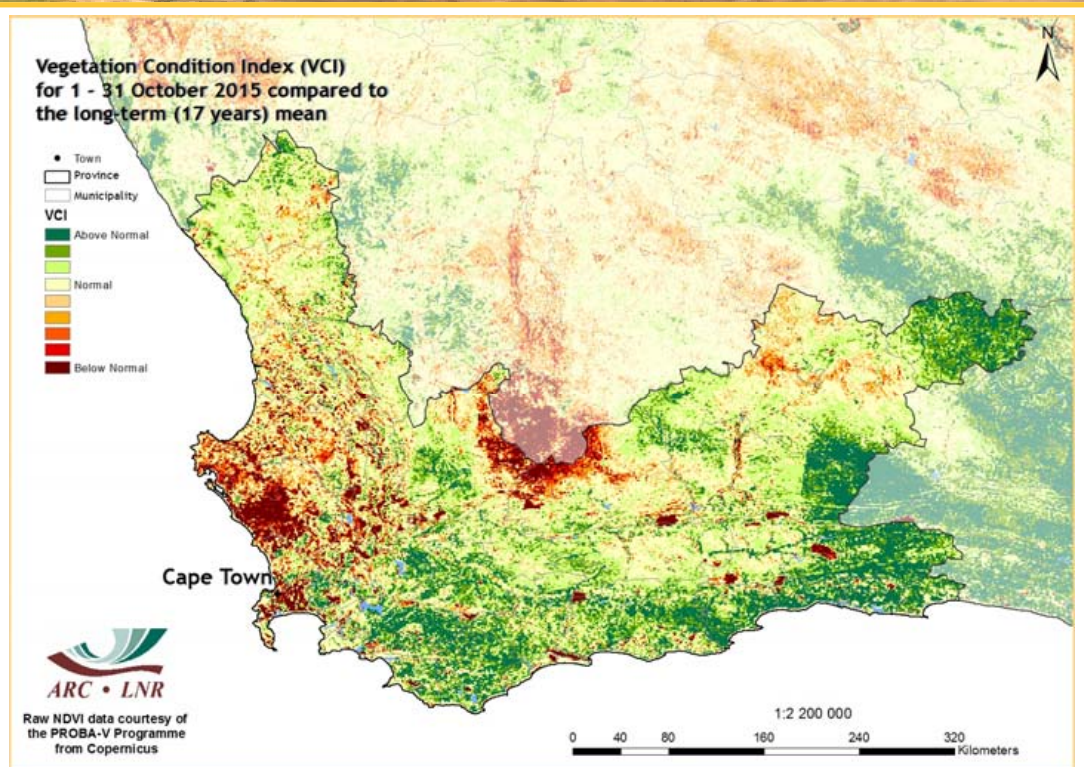 Vegetation Condition Index (VCI)
for 1 - 31 October 2015 compared to
the long-term (17 years) mean
N
Town
Province
Municipality
VCI
Above Normal
Normal
Below Normal
Cape Town
ARC • LNR
Raw NDVI data courtesy of
the PROBA-V Programme
from Copernicus
1:2 200 000
0 40 80 160 240 320
Kilometers